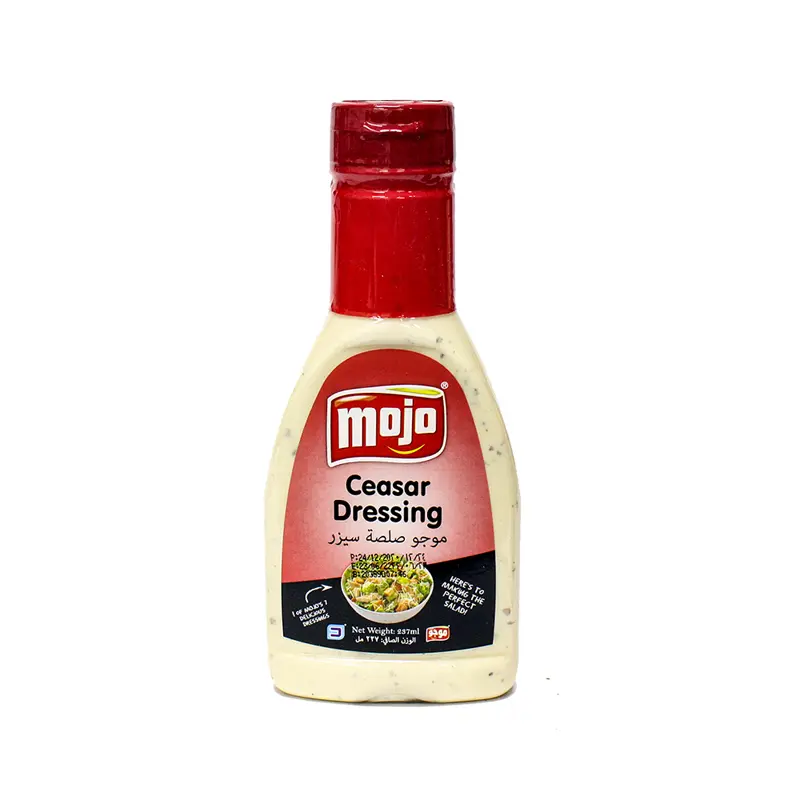 mojo ®
Ceasar
Dressing
موجو صلصة سيزر
1 OF MOJO'S 7
DELICIOUS
DRESSINGS
HERE'S TO
MAKING THE
PERFECT
SALAD!
Net Weight: 237ml
الوزن الصافي: ٢٣٧ مل
موجو